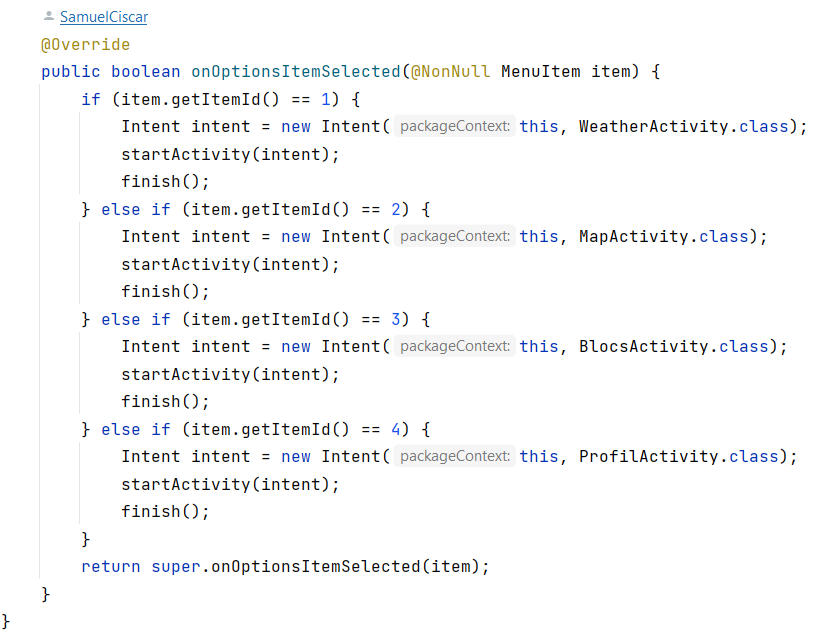 SamuelCiscar
@Override
public boolean onOptionsItemSelected(@NonNull MenuItem item) {
if (item.getItemId() == 1) {
Intent intent = new Intent( packageContext: this, WeatherActivity.class);
startActivity(intent);
finish();
} else if (item.getItemId() == 2) {
Intent intent = new Intent( packageContext: this, MapActivity.class);
startActivity(intent);
finish();
} else if (item.getItemId() == 3) {
Intent intent = new Intent( packageContext: this, BlocsActivity.class);
startActivity(intent);
finish();
} else if (item.getItemId() == 4) {
Intent intent = new Intent( packageContext: this, ProfilActivity.class);
startActivity(intent);
finish();
}
return super.onOptionsItemSelected(item);
}
}